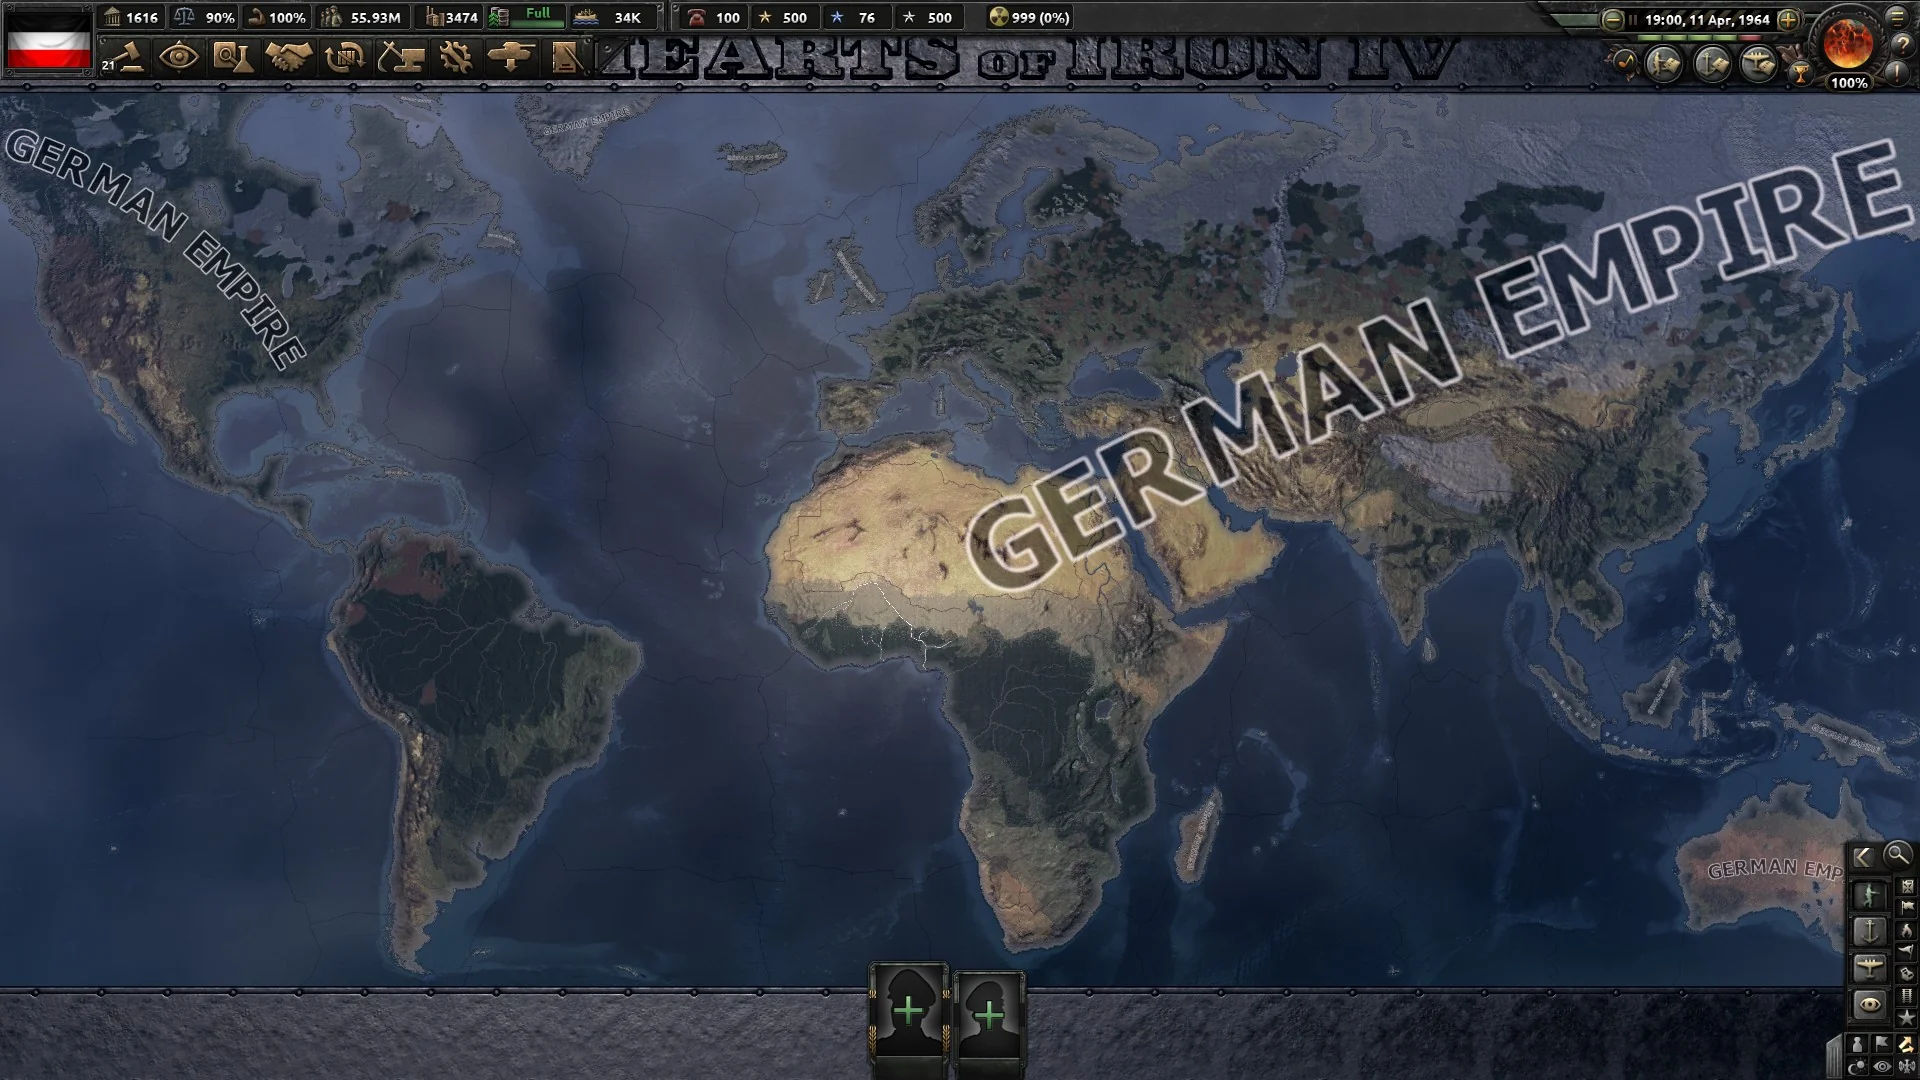 1616 90% 100% 55.93M 3474 Full 34K 100 500 76 500 999 (0%) 19:00, 11 Apr, 1964
21
HEARTS OF IRON IV
100%
GERMAN EMPIRE
GERMAN EMPIRE
GERMAN EMPIRE
GERMAN EMPIRE
GERMAN EMP